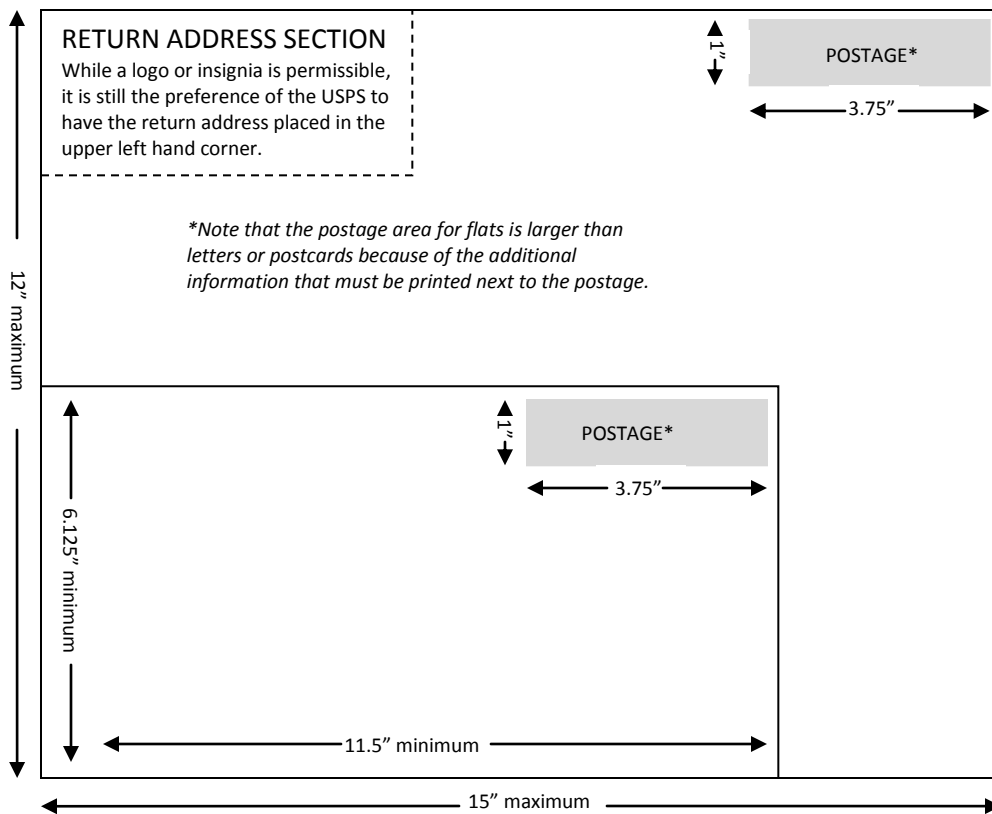 RETURN ADDRESS SECTION
While a logo or insignia is permissible,
it is still the preference of the USPS to
have the return address placed in the
upper left hand corner.
1”
POSTAGE*
3.75”
*Note that the postage area for flats is larger than
letters or postcards because of the additional
information that must be printed next to the postage.
12” maximum
1”
POSTAGE*
3.75”
6.125” minimum
11.5” minimum
15” maximum